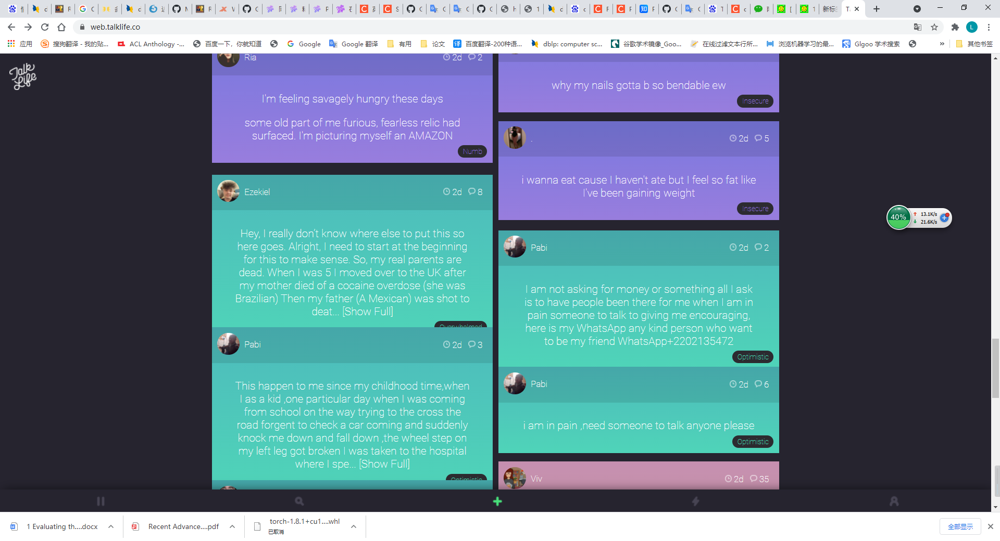 web.talklife.co
应用
搜狗翻译 - 我的贴...
ACL Anthology -...
百度一下，你就知道
Google
Google 翻译
有用
论文
百度翻译-200种语...
dblp: computer sc...
谷歌学术镜像_Goo...
在线过滤文本行所...
浏览机器学习的最...
Glgoo 学术搜索
»
其他书签
Talk
Life
Ria
2d 2
I'm feeling savagely hungry these days
some old part of me furious, fearless relic had
surfaced. I'm picturing myself an AMAZON
Numb
Ezekiel
2d 8
Hey, I really don't know where else to put this so
here goes. Alright, I need to start at the beginning
for this to make sense. So, my real parents are
dead. When I was 5 I moved over to the UK after
my mother died of a cocaine overdose (she was
Brazilian) Then my father (A Mexican) was shot to
deat... [Show Full]
Overwhelmed
Pabi
2d 3
This happen to me since my childhood time,when
I as a kid ,one particular day when I was coming
from school on the way trying to the cross the
road forgent to check a car coming and suddenly
knock me down and fall down ,the wheel step on
my left leg got broken I was taken to the hospital
where I spe... [Show Full]
Optimistic
why my nails gotta b so bendable ew
Insecure
.
2d 5
i wanna eat cause I haven't ate but I feel so fat like
I've been gaining weight
Insecure
Pabi
2d 2
I am not asking for money or something all I ask
is to have people been there for me when I am in
pain someone to talk to giving me encouraging,
here is my WhatsApp any kind person who want
to be my friend WhatsApp+2202135472
Optimistic
Pabi
2d 6
i am in pain ,need someone to talk anyone please
Optimistic
Viv
2d 35
40%
13.1K/s
21.6K/s
1 Evaluating th....docx
Recent Advance....pdf
torch-1.8.1+cu1....whl
已取消
全部显示